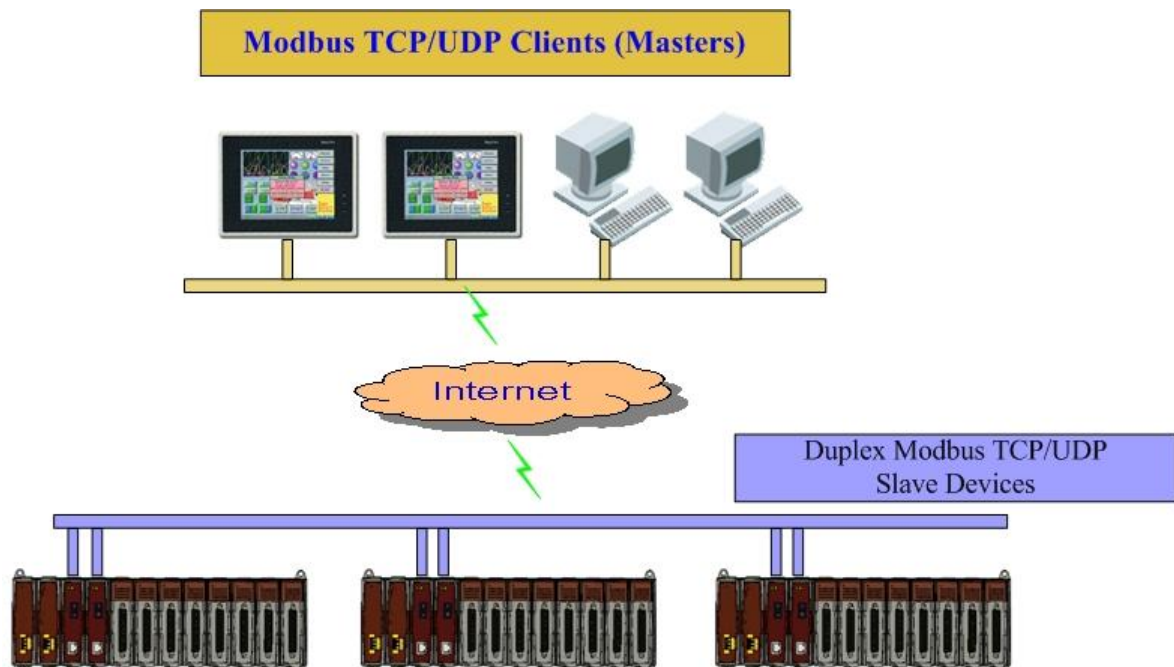 Modbus TCP/UDP Clients (Masters)
Internet
Duplex Modbus TCP/UDP
Slave Devices